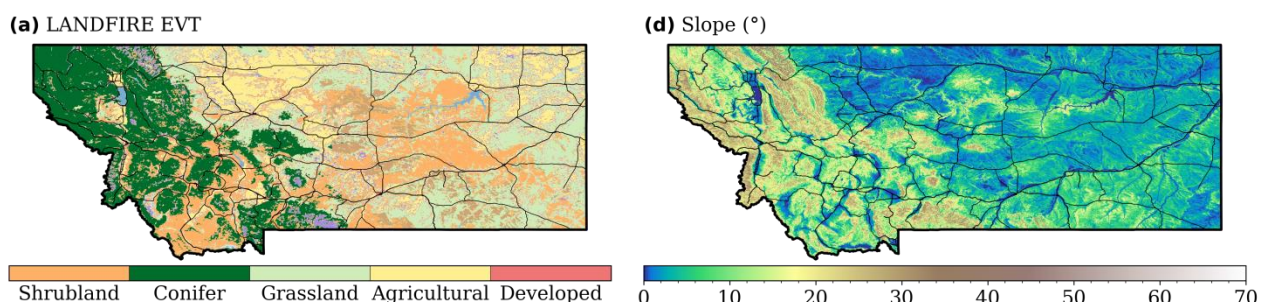 (a) LANDFIRE EVT
(d) Slope (°)
Shrubland Conifer Grassland Agricultural Developed
0 10 20 30 40 50 60 70